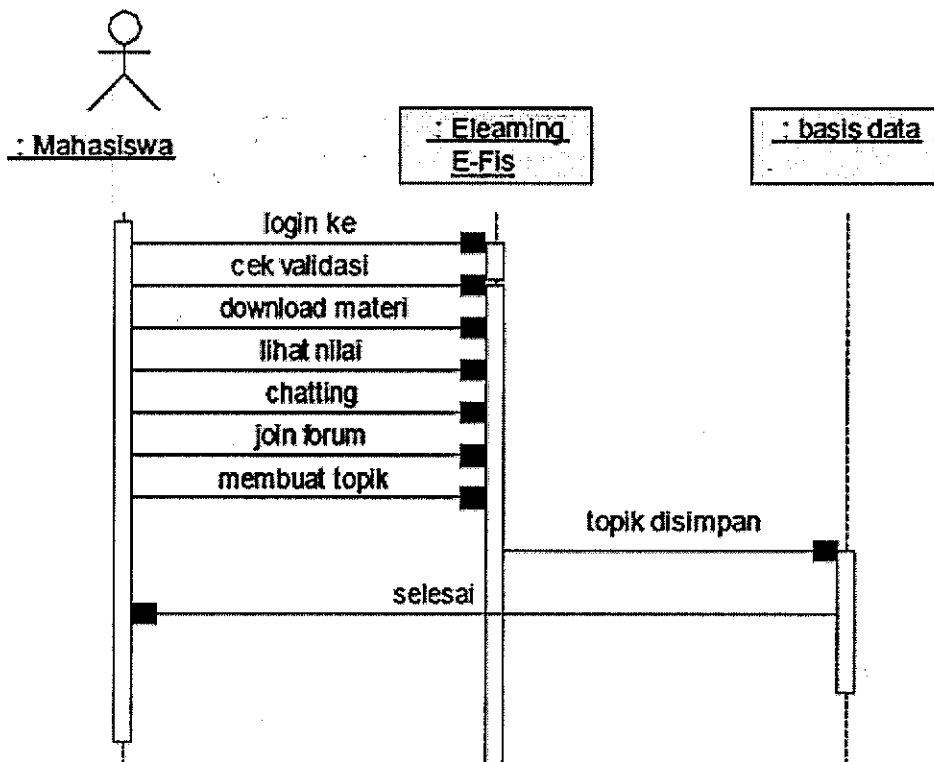 : Mahasiswa
: Elearning
E-Fis
: basis data
login ke
cek validasi
download materi
lihat nilai
chatting
join forum
membuat topik
topik disimpan
selesai